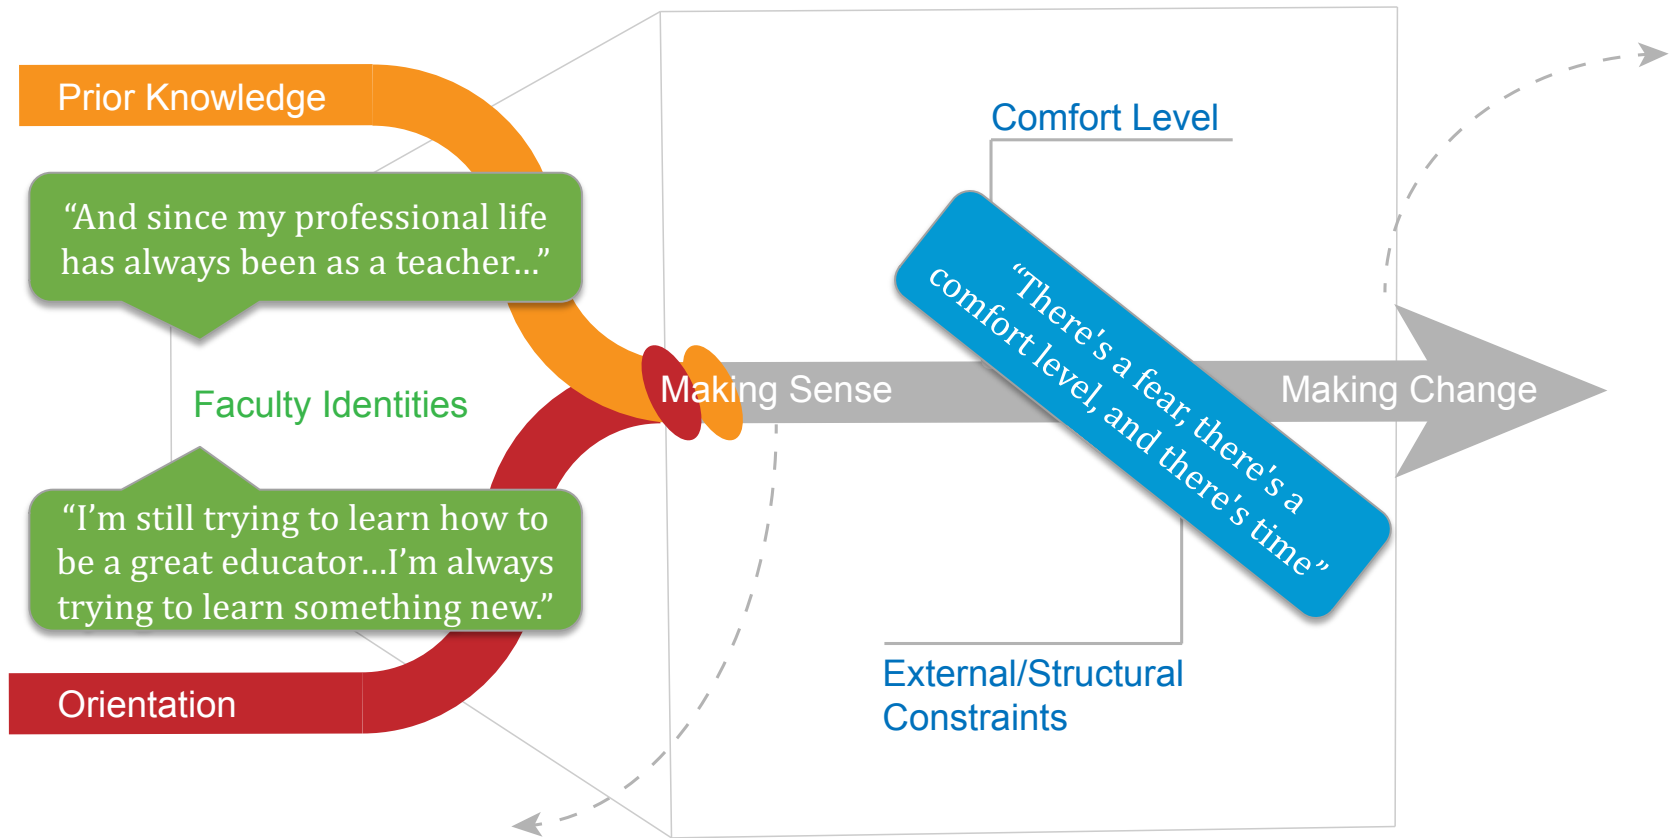 Prior Knowledge
“And since my professional life
has always been as a teacher…”
Faculty Identities
“I’m still trying to learn how to
be a great educator…I’m always
trying to learn something new.”
Orientation
Making Sense
Comfort Level
“There's a fear, there's a
comfort level, and there's time”
External/Structural
Constraints
Making Change